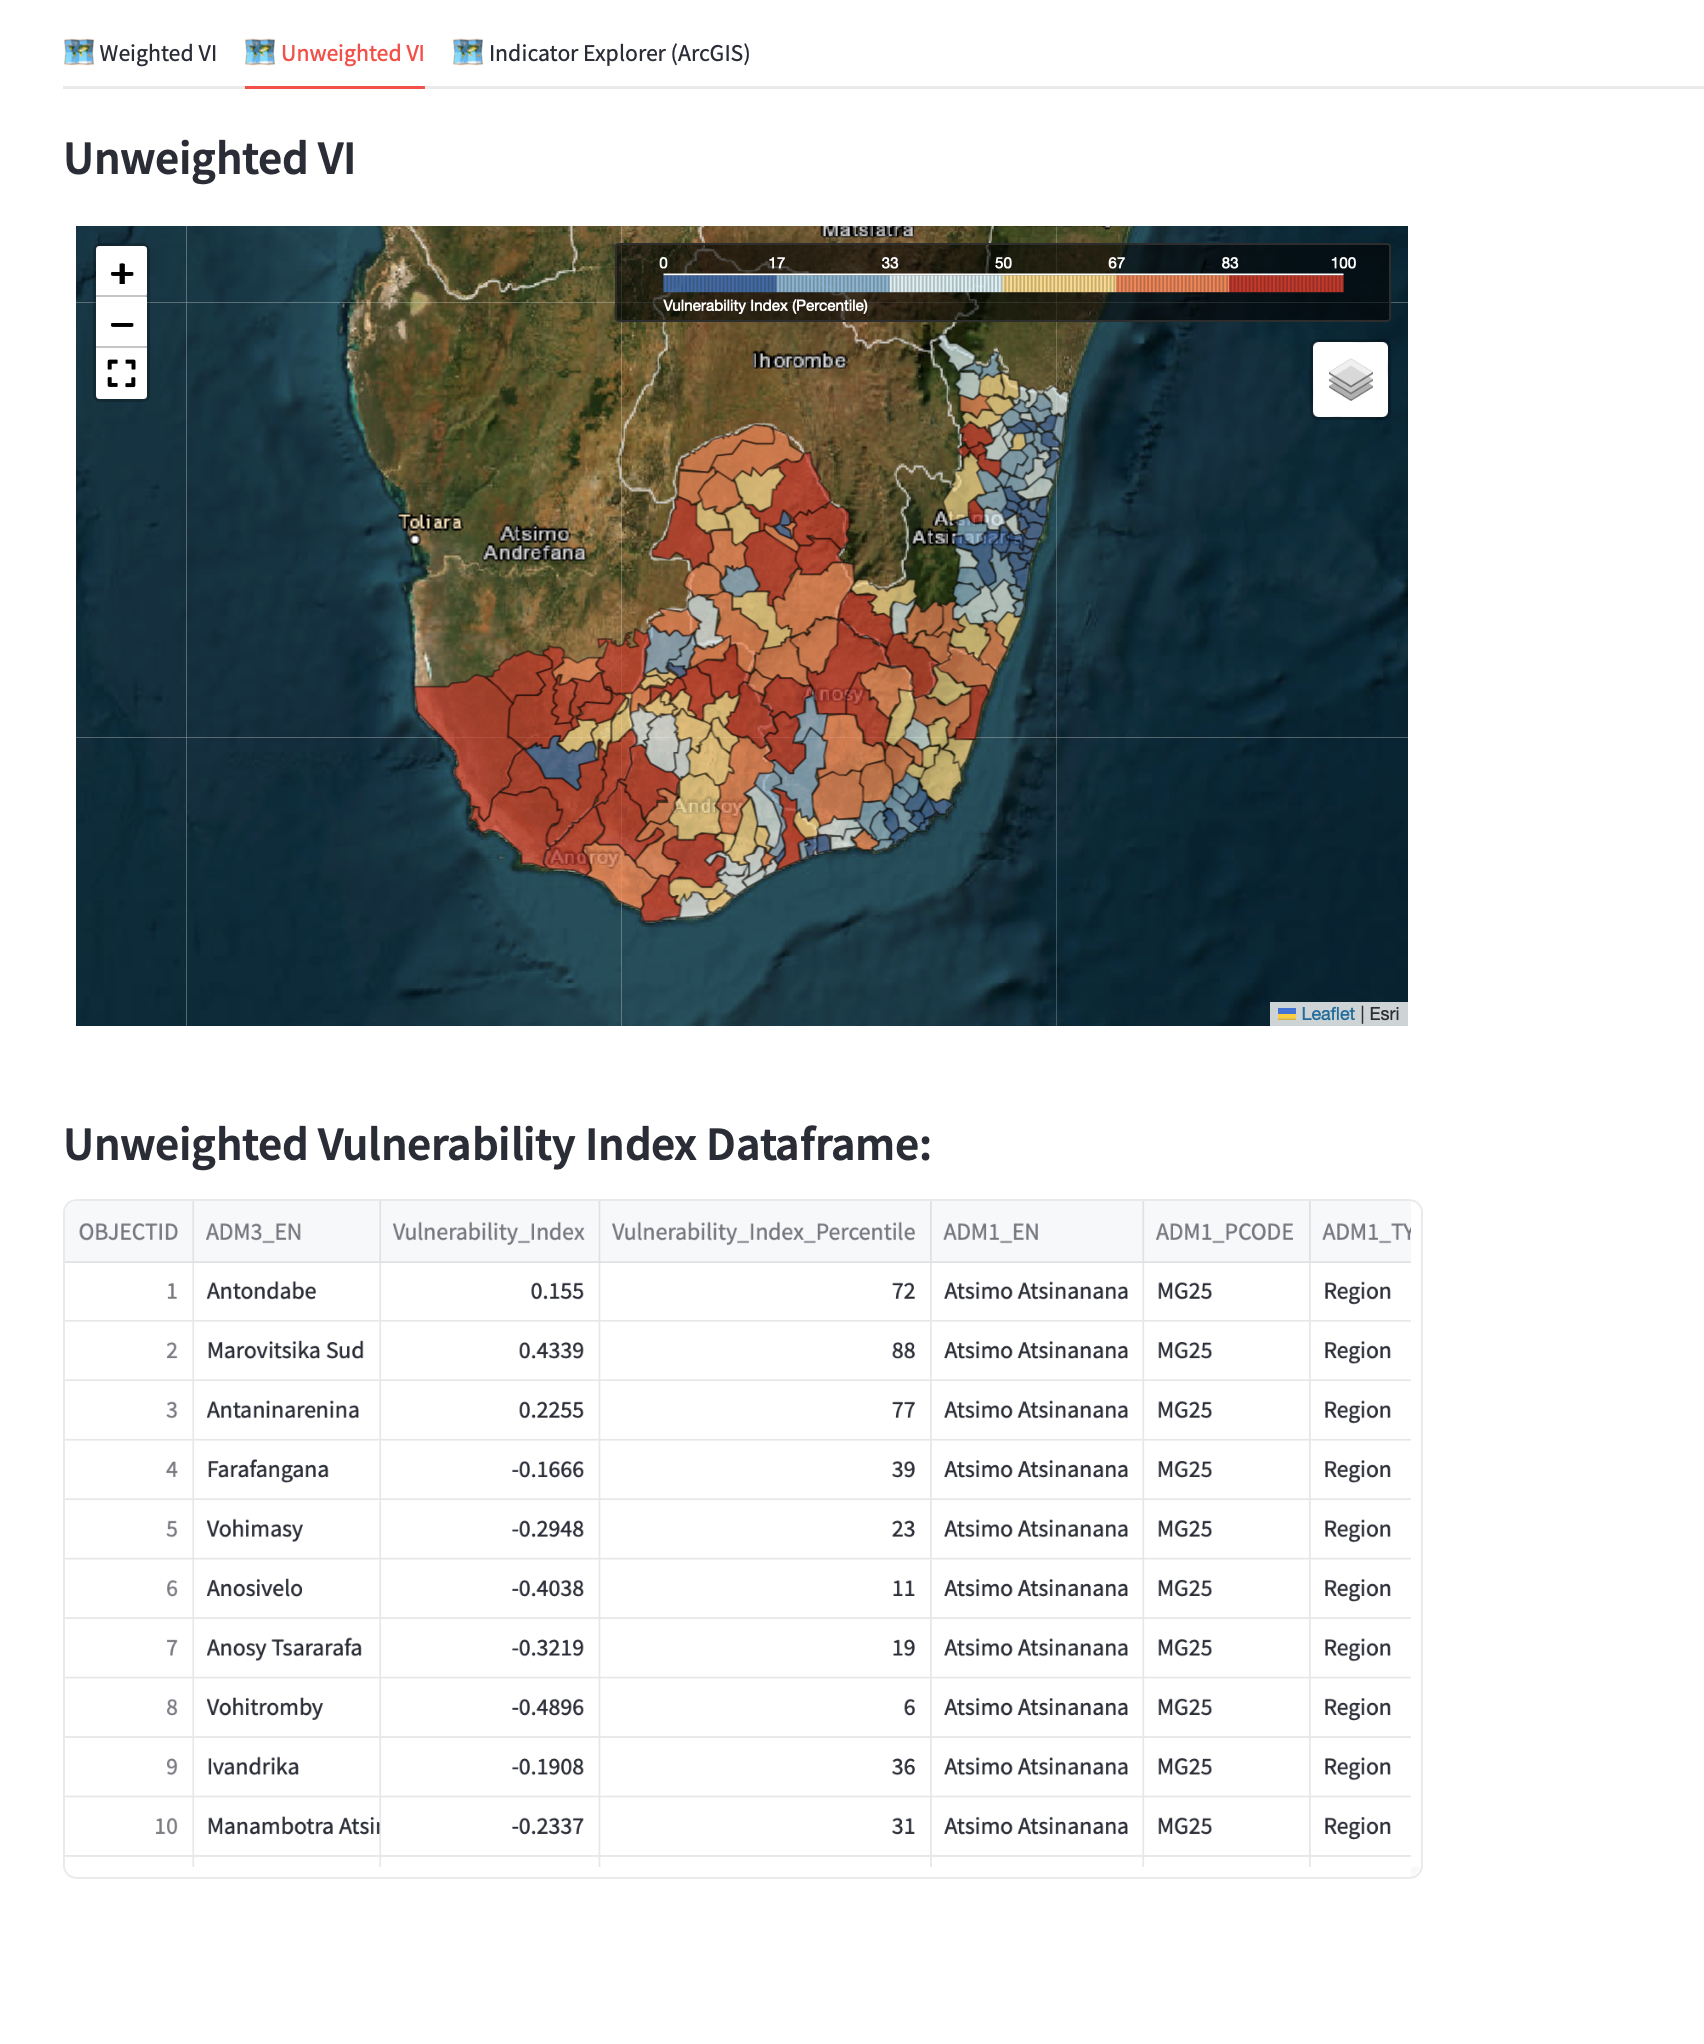 Weighted VI
Unweighted VI
Indicator Explorer (ArcGIS)
Unweighted VI
Matsiatra
+
0 17 33 50 67 83 100
Vulnerability Index (Percentile)
−
Ihorombe
Toliara
Atsimo
Andrefana
Atsimo
Atsinanana
Anosy
Androy
Androy
Leaflet | Esri
Unweighted Vulnerability Index Dataframe:
OBJECTID ADM3_EN Vulnerability_Index Vulnerability_Index_Percentile ADM1_EN ADM1_PCODE ADM1_TY
1 Antondabe 0.155 72 Atsimo Atsinanana MG25 Region
2 Marovitsika Sud 0.4339 88 Atsimo Atsinanana MG25 Region
3 Antaninarenina 0.2255 77 Atsimo Atsinanana MG25 Region
4 Farafangana -0.1666 39 Atsimo Atsinanana MG25 Region
5 Vohimasy -0.2948 23 Atsimo Atsinanana MG25 Region
6 Anosivelo -0.4038 11 Atsimo Atsinanana MG25 Region
7 Anosy Tsararafa -0.3219 19 Atsimo Atsinanana MG25 Region
8 Vohitromby -0.4896 6 Atsimo Atsinanana MG25 Region
9 Ivandrika -0.1908 36 Atsimo Atsinanana MG25 Region
10 Manambotra Atsi -0.2337 31 Atsimo Atsinanana MG25 Region